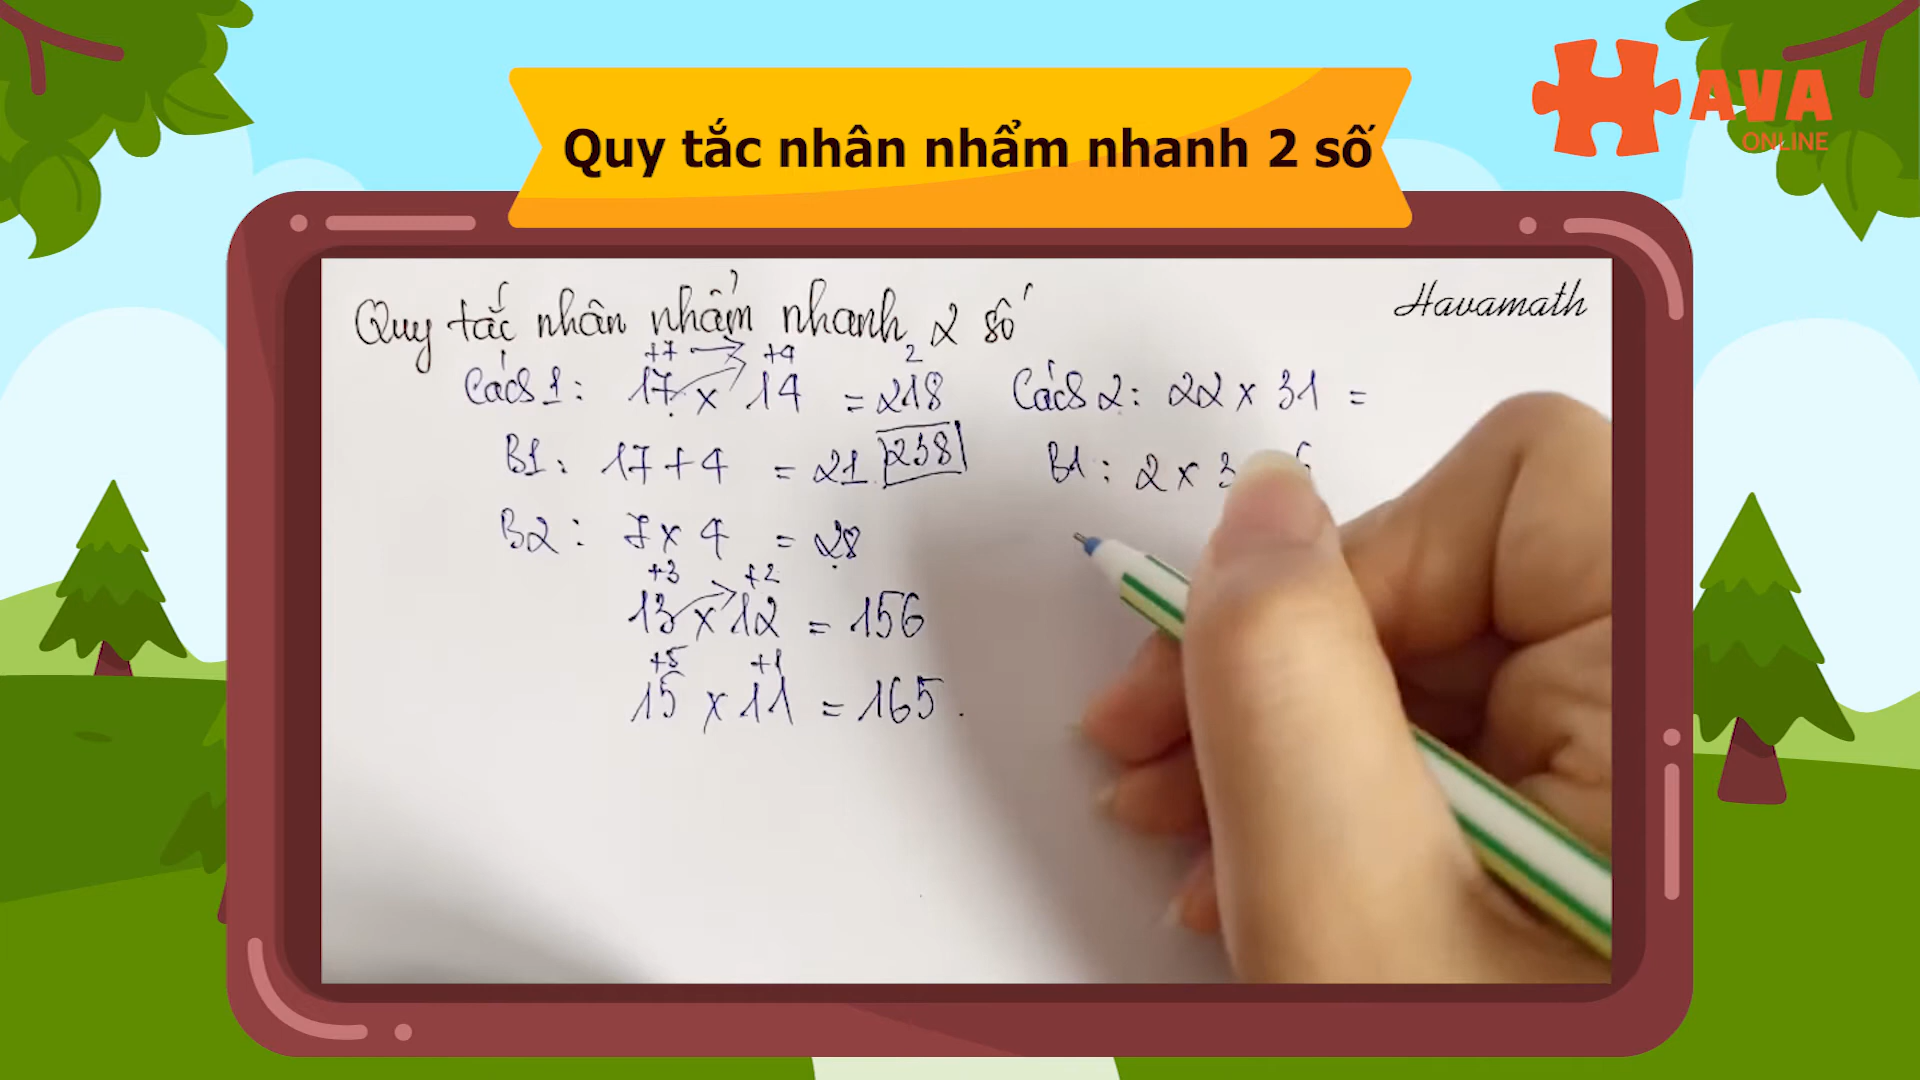 AVA
ONLINE
Quy tắc nhân nhẩm nhanh 2 số
Quy tắc nhân nhẩm nhanh 2 số
Havamath
+7 +4 2
Cách 1: 17 x 14 = 218
B1: 17 + 4 = 21 238
B2: 7 x 4 = 28
+3 +2
13 x 12 = 156
+5 +1
15 x 11 = 165.
Cách 2: 22 x 31 =
B1: 2 x 3